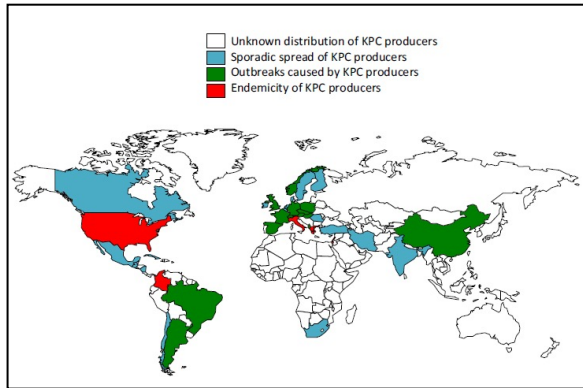 Unknown distribution of KPC producers
Sporadic spread of KPC producers
Outbreaks caused by KPC producers
Endemicity of KPC producers